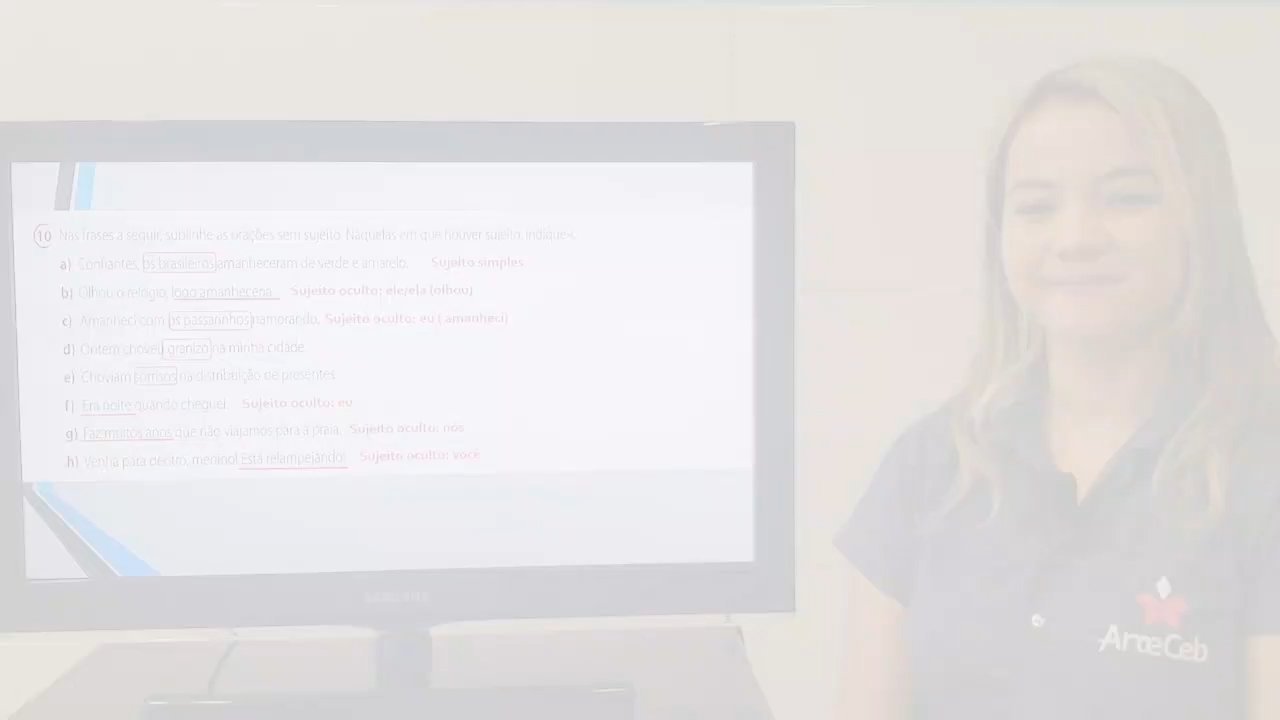 10 Nas frases a seguir, sublinhe as orações sem sujeito. Naquelas em que houver sujeito, indique-o.
a) Confiantes, os brasileiros amanheceram de verde e amarelo. Sujeito simples
b) Olhou o relógio, logo amanheceria. Sujeito oculto: ele/ela (olhou)
c) Amanheci com os passarinhos namorando. Sujeito oculto: eu ( amanheci)
d) Ontem choveu granizo na minha cidade.
e) Choviam sorrisos na distribuição de presentes.
f) Era noite quando cheguei. Sujeito oculto: eu
g) Faz muitos anos que não viajamos para a praia. Sujeito oculto: nós
h) Venha para dentro, menino! Está relampejando! Sujeito oculto: você
SAMSUNG
ArceCeb